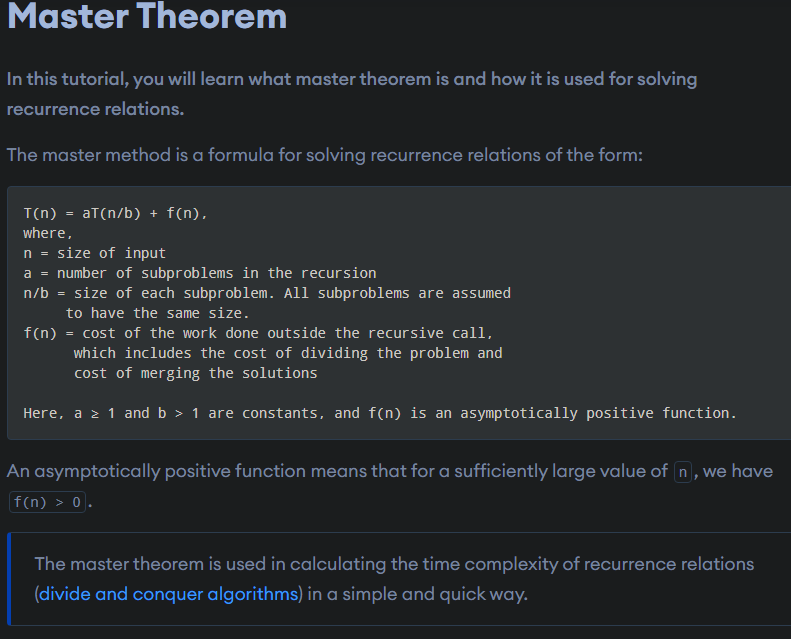 Master Theorem
In this tutorial, you will learn what master theorem is and how it is used for solving
recurrence relations.
The master method is a formula for solving recurrence relations of the form:
T(n) = aT(n/b) + f(n),
where,
n = size of input
a = number of subproblems in the recursion
n/b = size of each subproblem. All subproblems are assumed
to have the same size.
f(n) = cost of the work done outside the recursive call,
which includes the cost of dividing the problem and
cost of merging the solutions
Here, a ≥ 1 and b > 1 are constants, and f(n) is an asymptotically positive function.
An asymptotically positive function means that for a sufficiently large value of n, we have
f(n) > 0.
The master theorem is used in calculating the time complexity of recurrence relations
(divide and conquer algorithms) in a simple and quick way.